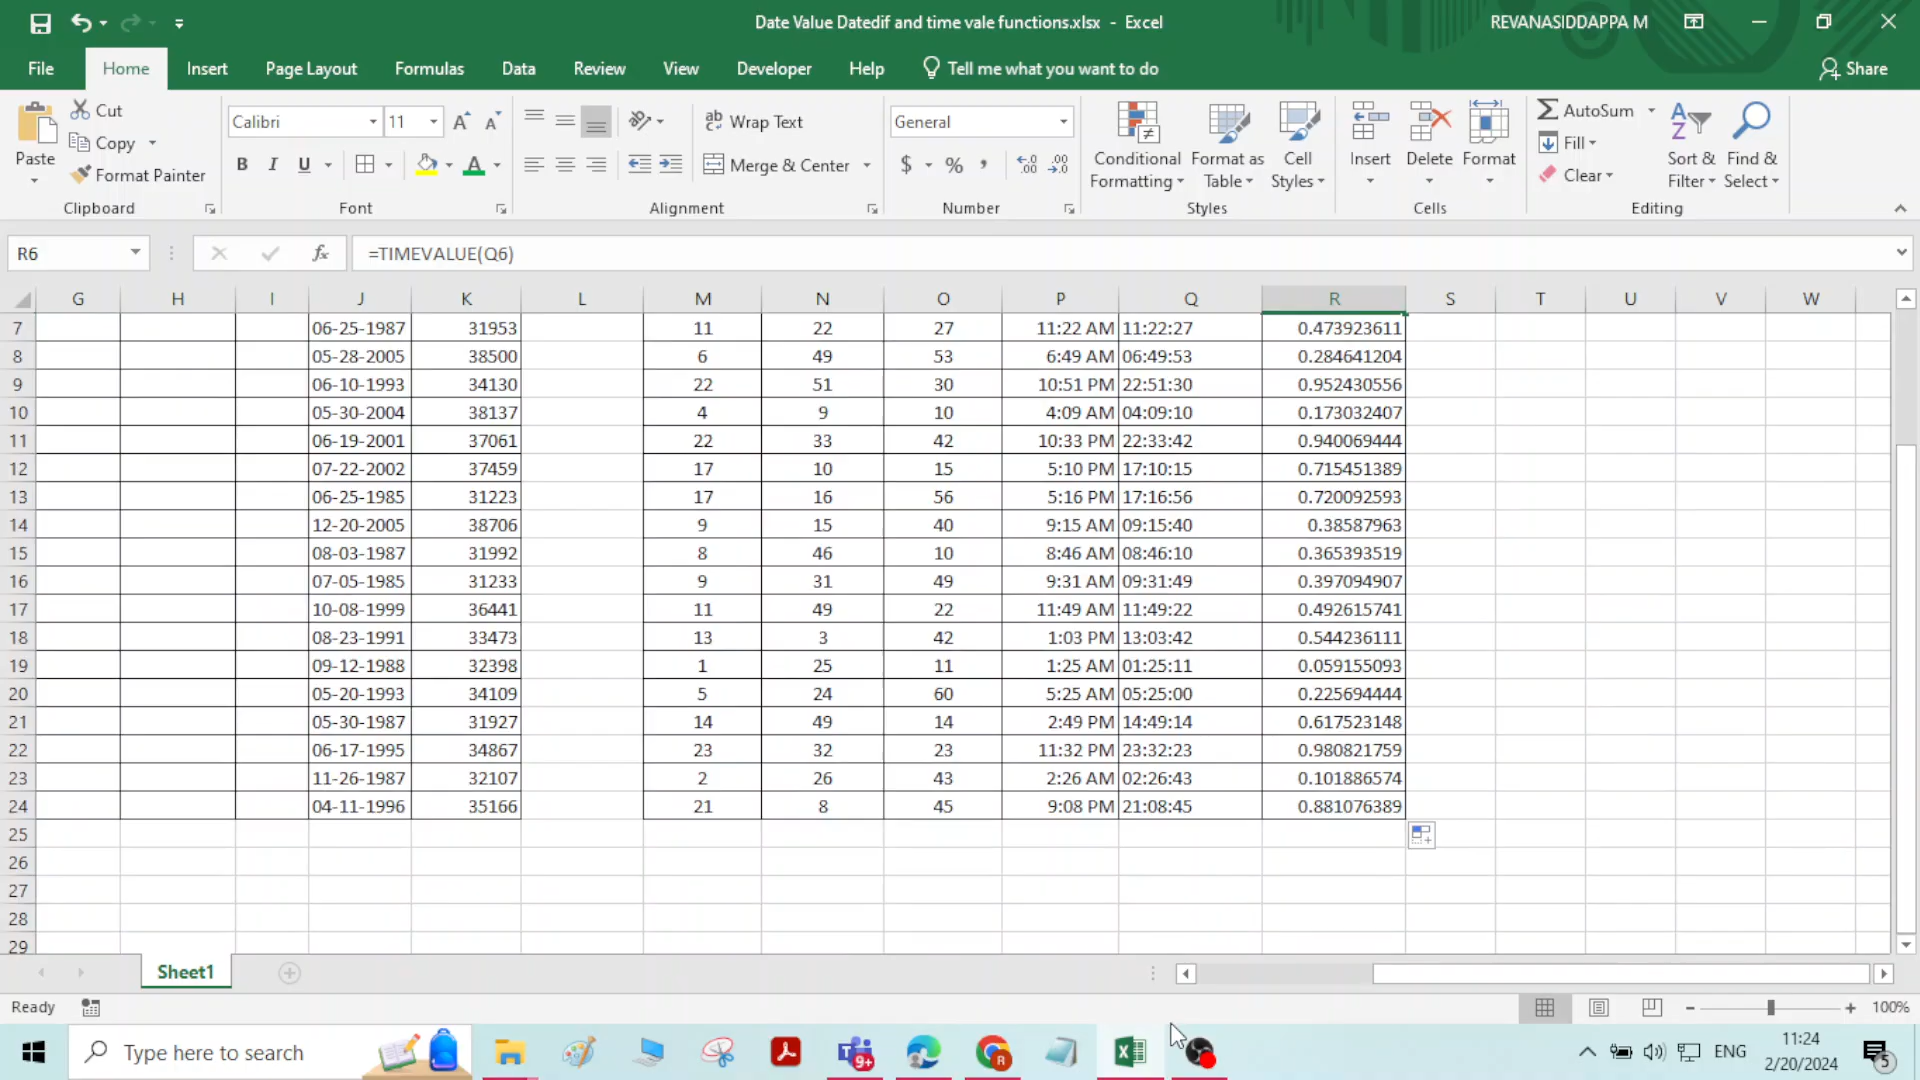 Date Value Datedif and time vale functions.xlsx - Excel
REVANASIDDAPPA M
File Home Insert Page Layout Formulas Data Review View Developer Help Tell me what you want to do Share
Paste Cut Copy Format Painter Clipboard
Calibri 11 B I U A Font
ab Wrap Text Merge & Center Alignment
General $ % , Number
Conditional Formatting Format as Table Cell Styles Styles
Insert Delete Format Cells
AutoSum Fill Clear Sort & Filter Find & Select Editing
R6 fx =TIMEVALUE(Q6)
G H I J K L M N O P Q R S T U V W
7 06-25-1987 31953 11 22 27 11:22 AM 11:22:27 0.473923611
8 05-28-2005 38500 6 49 53 6:49 AM 06:49:53 0.284641204
9 06-10-1993 34130 22 51 30 10:51 PM 22:51:30 0.952430556
10 05-30-2004 38137 4 9 10 4:09 AM 04:09:10 0.173032407
11 06-19-2001 37061 22 33 42 10:33 PM 22:33:42 0.940069444
12 07-22-2002 37459 17 10 15 5:10 PM 17:10:15 0.715451389
13 06-25-1985 31223 17 16 56 5:16 PM 17:16:56 0.720092593
14 12-20-2005 38706 9 15 40 9:15 AM 09:15:40 0.38587963
15 08-03-1987 31992 8 46 10 8:46 AM 08:46:10 0.365393519
16 07-05-1985 31233 9 31 49 9:31 AM 09:31:49 0.397094907
17 10-08-1999 36441 11 49 22 11:49 AM 11:49:22 0.492615741
18 08-23-1991 33473 13 3 42 1:03 PM 13:03:42 0.544236111
19 09-12-1988 32398 1 25 11 1:25 AM 01:25:11 0.059155093
20 05-20-1993 34109 5 24 60 5:25 AM 05:25:00 0.225694444
21 05-30-1987 31927 14 49 14 2:49 PM 14:49:14 0.617523148
22 06-17-1995 34867 23 32 23 11:32 PM 23:32:23 0.980821759
23 11-26-1987 32107 2 26 43 2:26 AM 02:26:43 0.101886574
24 04-11-1996 35166 21 8 45 9:08 PM 21:08:45 0.881076389
25
26
27
28
29
Sheet1
Ready 100%
Type here to search
9+ R ENG
11:24
2/20/2024
5